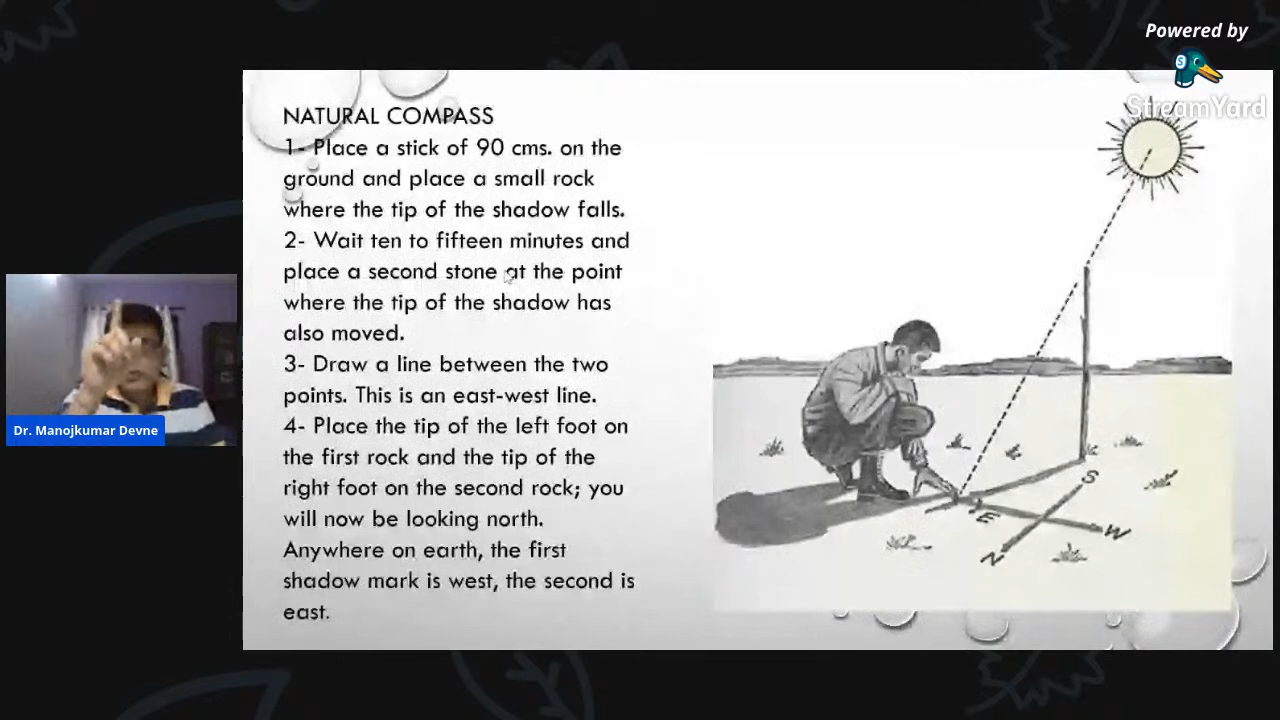 Powered by
StreamYard
NATURAL COMPASS
1- Place a stick of 90 cms. on the
ground and place a small rock
where the tip of the shadow falls.
2- Wait ten to fifteen minutes and
place a second stone at the point
where the tip of the shadow has
also moved.
3- Draw a line between the two
points. This is an east-west line.
4- Place the tip of the left foot on
the first rock and the tip of the
right foot on the second rock; you
will now be looking north.
Anywhere on earth, the first
shadow mark is west, the second is
east.
S
E
W
N
Dr. Manojkumar Devne